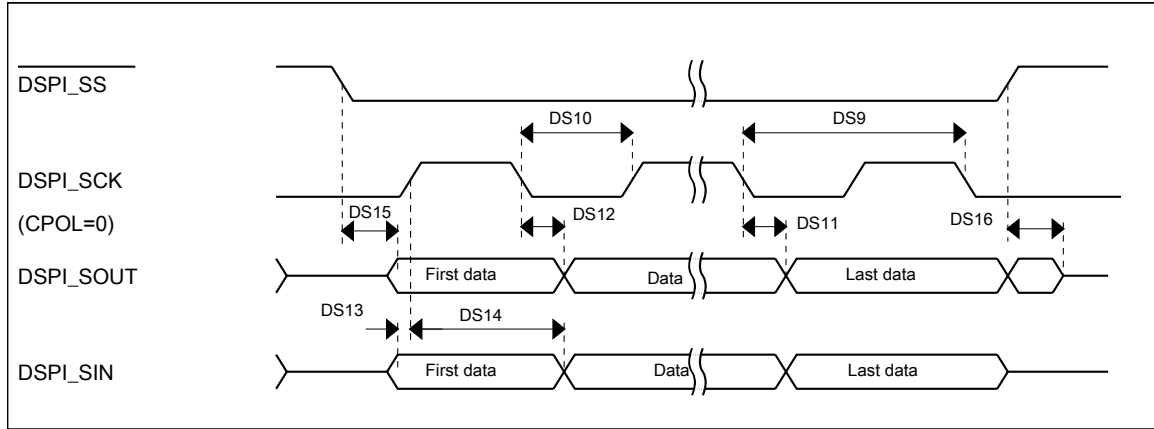 DSPI_SS
DS10
DS9
DSPI_SCK
(CPOL=0)
DS15
DS12
DS11
DS16
DSPI_SOUT
First data
Data
Last data
DS13
DS14
DSPI_SIN
First data
Data
Last data